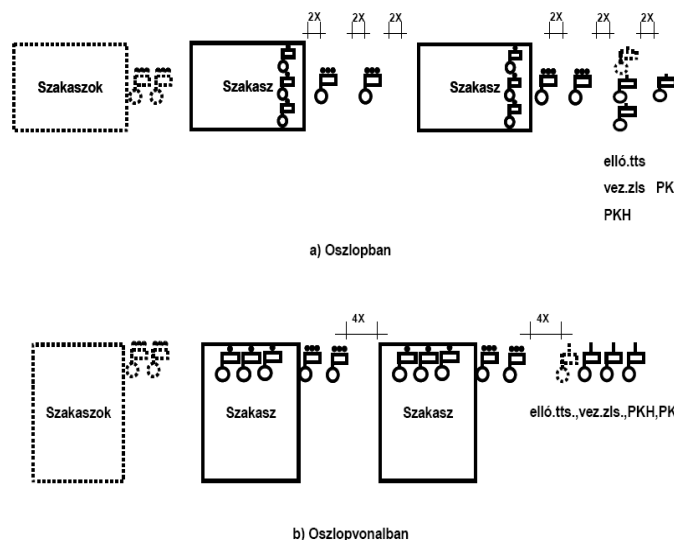 2X 2X 2X 2X 2X 2X
Szakaszok Szakasz Szakasz
elló.tts
vez.zls PK
PKH
a) Oszlopban
4X 4X
Szakaszok Szakasz Szakasz elló.tts.,vez.zls.,PKH,PK
b) Oszlopvonalban